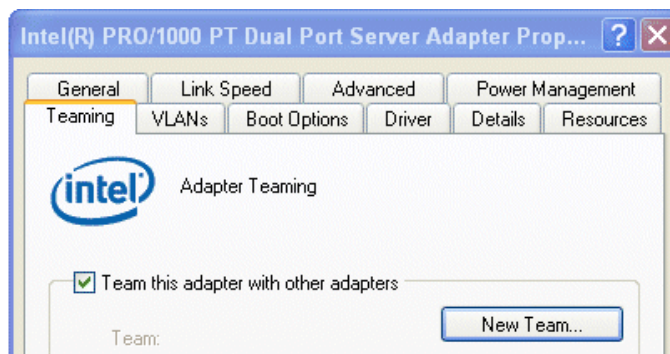 Intel(R) PRO/1000 PT Dual Port Server Adapter Prop... ? X
General Link Speed Advanced Power Management
Teaming VLANs Boot Options Driver Details Resources
intel Adapter Teaming
Team this adapter with other adapters
New Team...
Team: